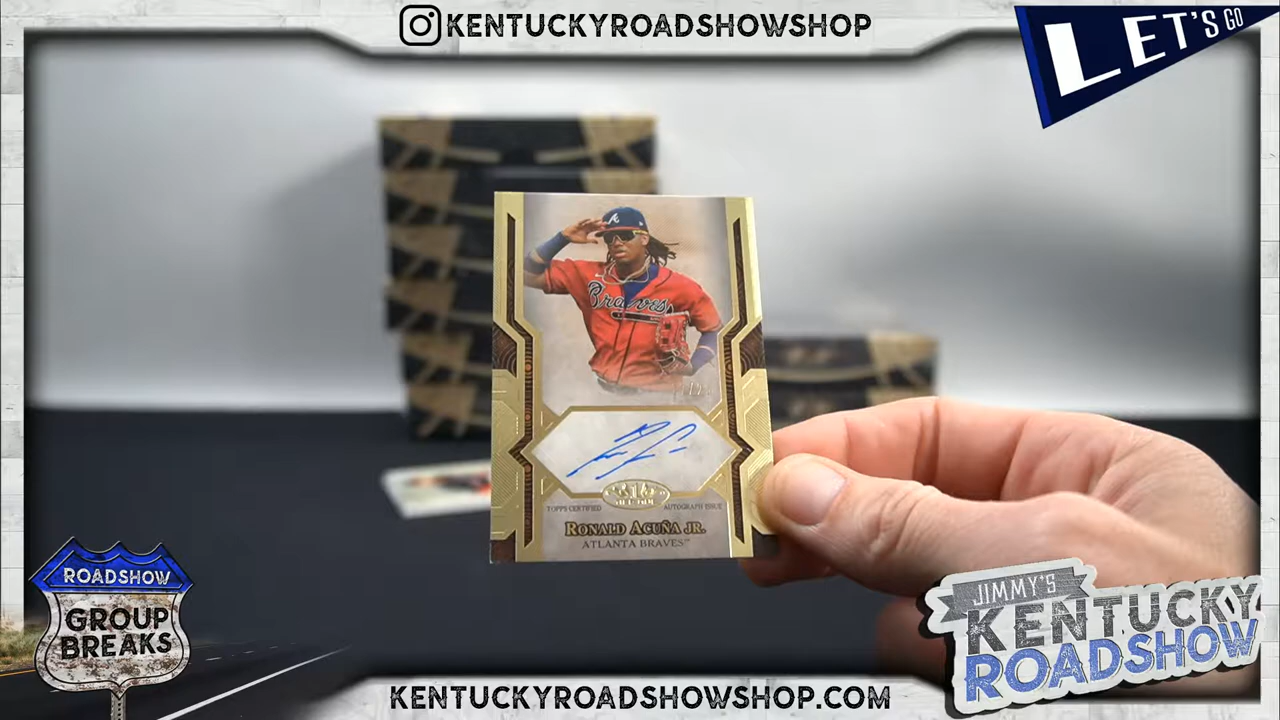 KENTUCKYROADSHOWSHOP
LET'S GO
A
Braves
TOPPS CERTIFIED AUTOGRAPH ISSUE
RONALD ACUÑA JR.
ATLANTA BRAVES™
ROADSHOW
GROUP
BREAKS
JIMMY'S
KENTUCKY
ROADSHOW
KENTUCKYROADSHOWSHOP.COM